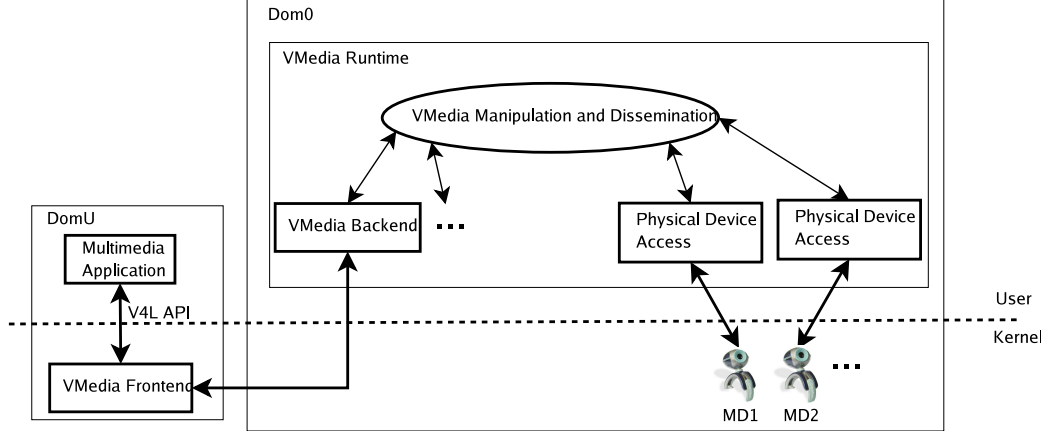 Dom0
VMedia Runtime
VMedia Manipulation and Dissemination
DomU
VMedia Backend
...
Physical Device
Access
Physical Device
Access
Multimedia
Application
V4L API
User
Kernel
VMedia Frontend
...
MD1
MD2